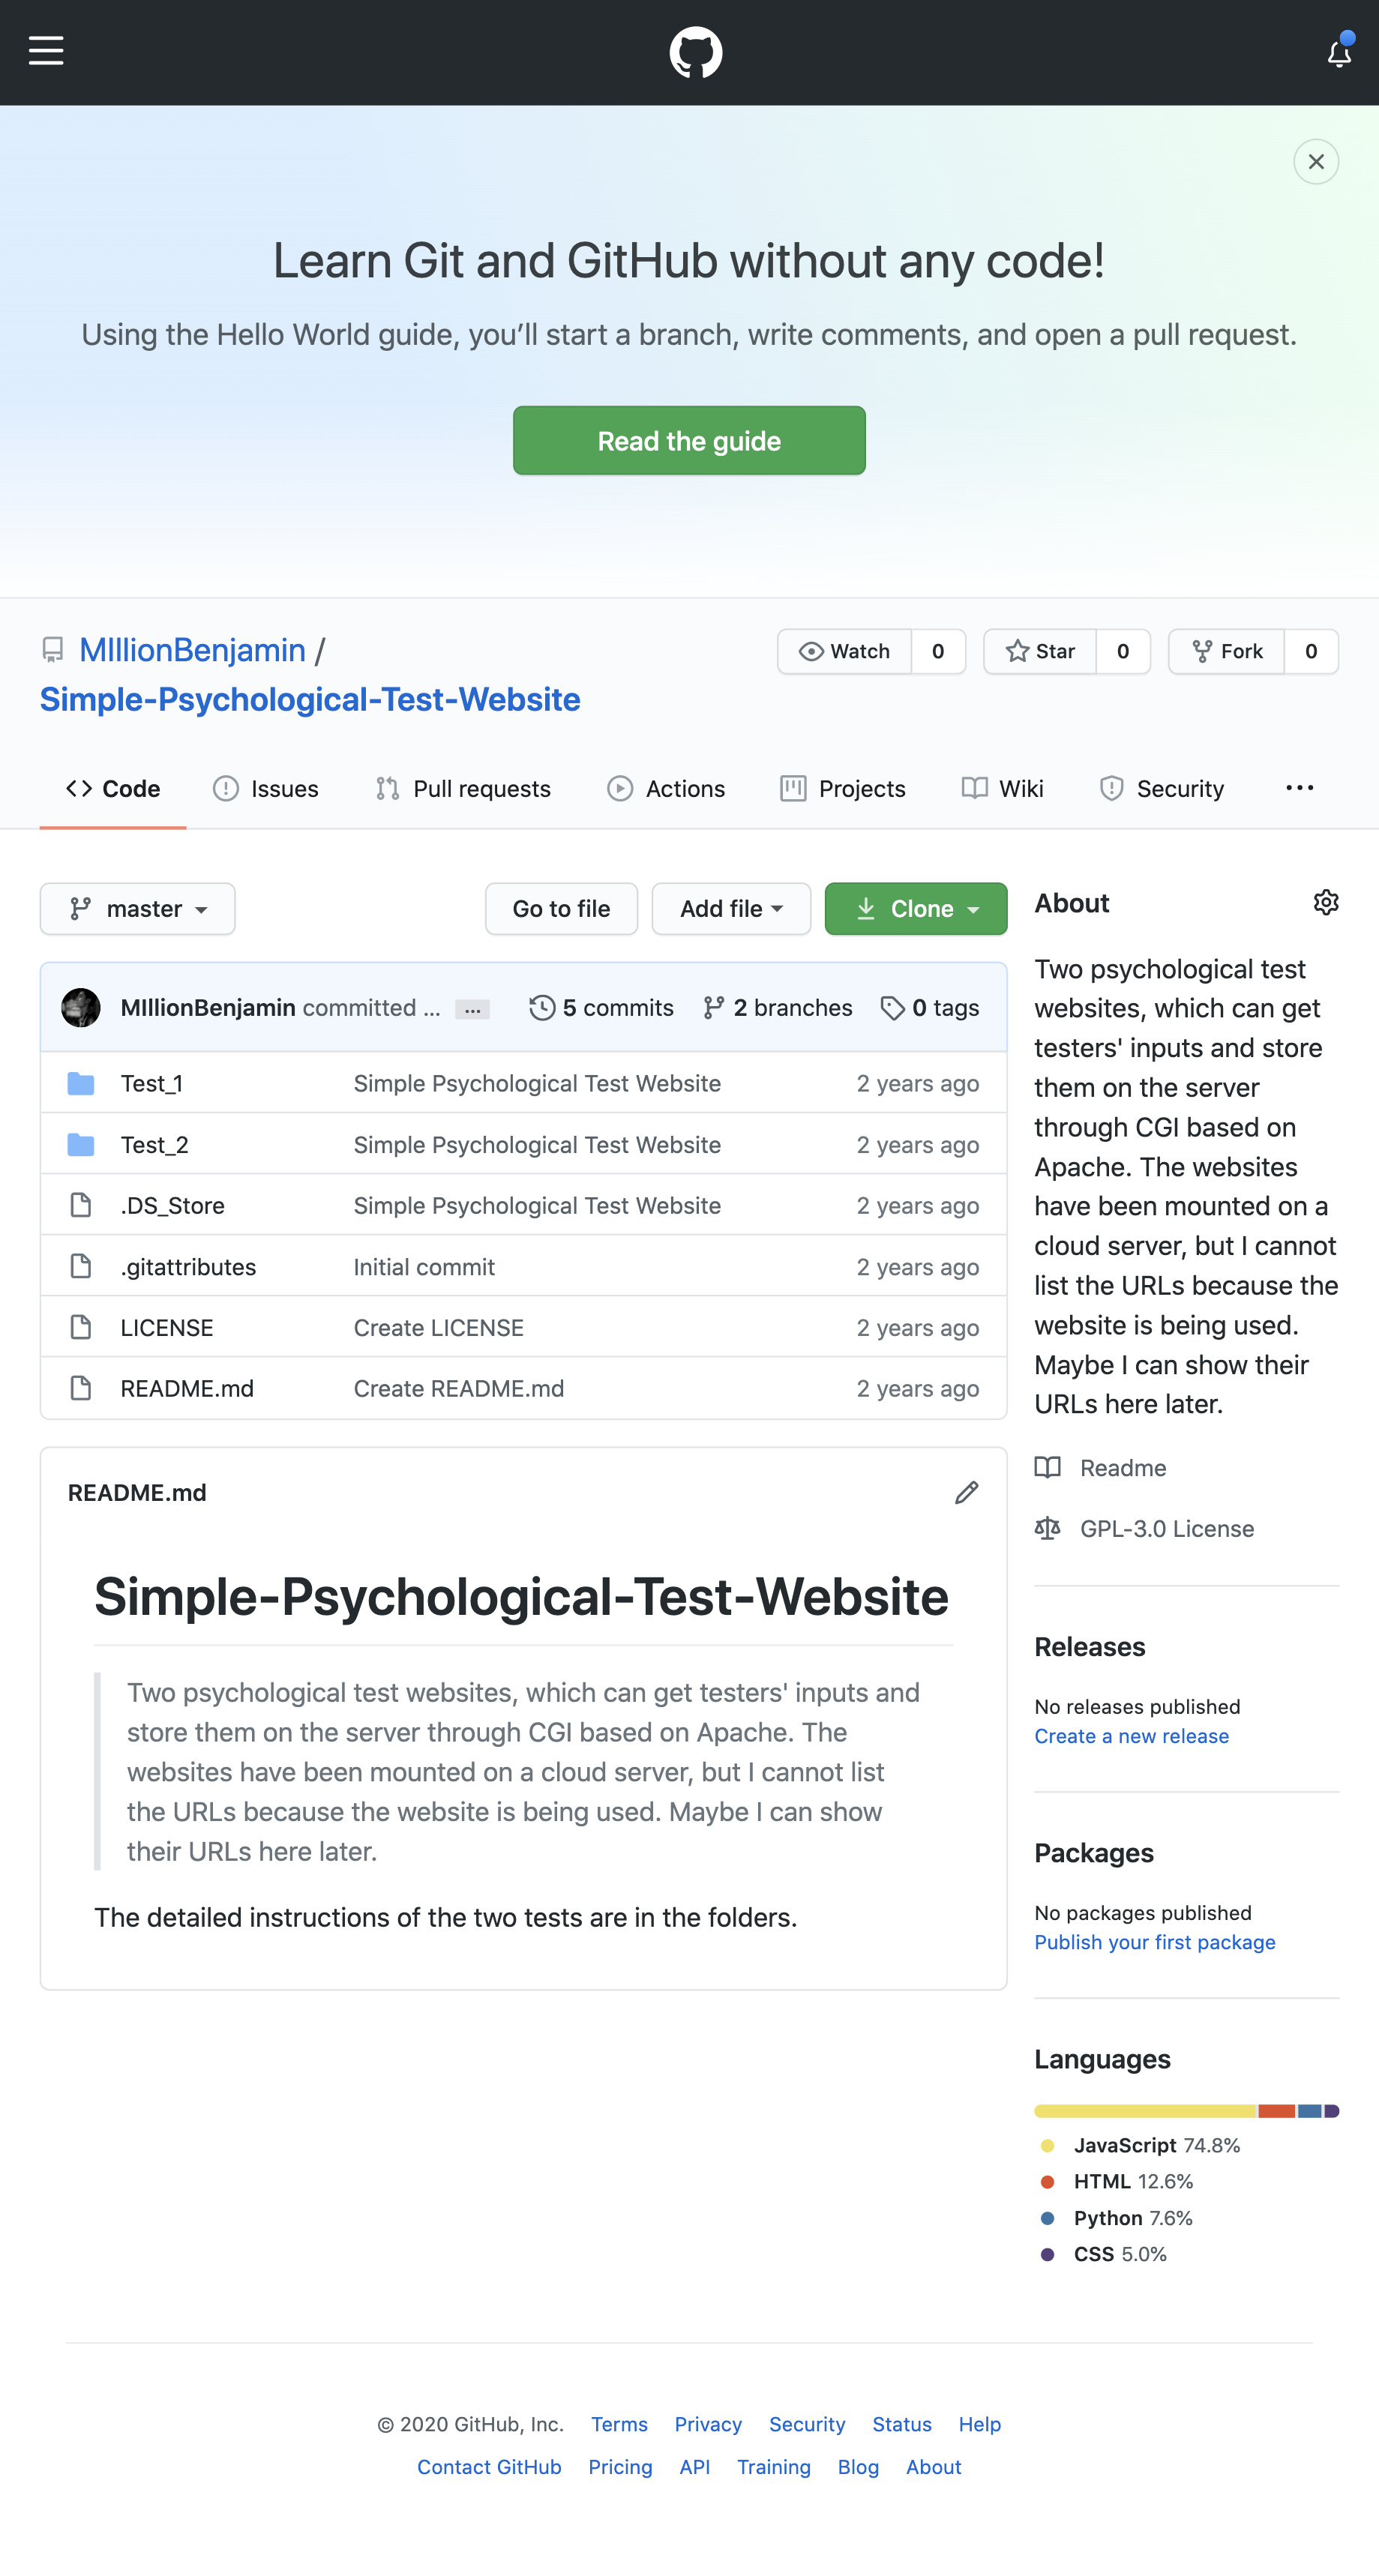 Learn Git and GitHub without any code!
Using the Hello World guide, you’ll start a branch, write comments, and open a pull request.
Read the guide
MIllionBenjamin /
Simple-Psychological-Test-Website
Watch 0 Star 0 Fork 0
Code Issues Pull requests Actions Projects Wiki Security ...
master Go to file Add file Clone
MIllionBenjamin committed ... ... 5 commits 2 branches 0 tags
Test_1 Simple Psychological Test Website 2 years ago
Test_2 Simple Psychological Test Website 2 years ago
.DS_Store Simple Psychological Test Website 2 years ago
.gitattributes Initial commit 2 years ago
LICENSE Create LICENSE 2 years ago
README.md Create README.md 2 years ago
README.md
Simple-Psychological-Test-Website
Two psychological test websites, which can get testers' inputs and
store them on the server through CGI based on Apache. The
websites have been mounted on a cloud server, but I cannot list
the URLs because the website is being used. Maybe I can show
their URLs here later.
The detailed instructions of the two tests are in the folders.
About
Two psychological test
websites, which can get
testers' inputs and store
them on the server
through CGI based on
Apache. The websites
have been mounted on a
cloud server, but I cannot
list the URLs because the
website is being used.
Maybe I can show their
URLs here later.
Readme
GPL-3.0 License
Releases
No releases published
Create a new release
Packages
No packages published
Publish your first package
Languages
JavaScript 74.8%
HTML 12.6%
Python 7.6%
CSS 5.0%
© 2020 GitHub, Inc. Terms Privacy Security Status Help
Contact GitHub Pricing API Training Blog About